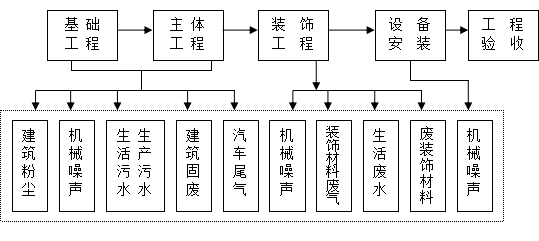 基础
工程
主体
工程
装饰
工程
设备
安装
工程
验收
建筑粉尘
机械噪声
生活污水
生产污水
建筑固废
汽车尾气
机械噪声
装饰材料废气
生活废水
废装饰材料
机械噪声